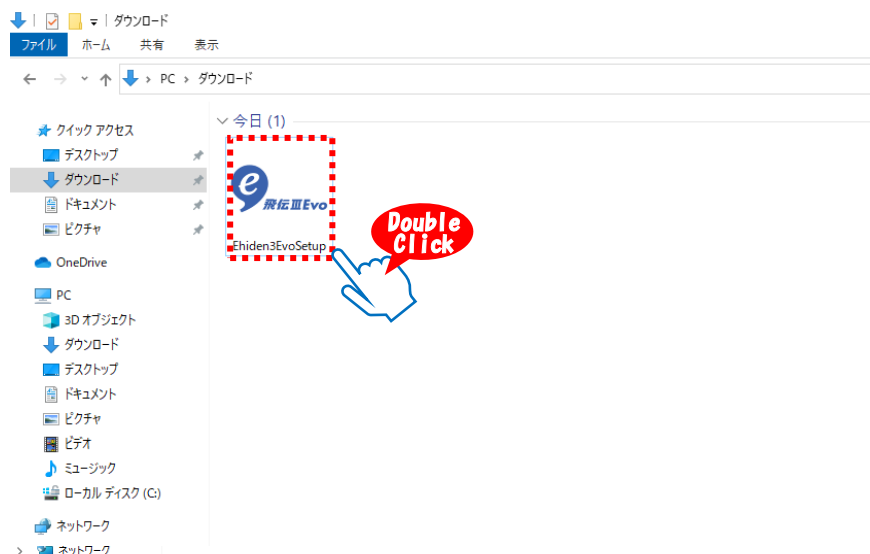 ダウンロード
ファイル ホーム 共有 表示
PC ダウンロード
クイック アクセス
デスクトップ
ダウンロード
ドキュメント
ピクチャ
OneDrive
PC
3D オブジェクト
ダウンロード
デスクトップ
ドキュメント
ピクチャ
ビデオ
ミュージック
ローカル ディスク (C:)
ネットワーク
ネットワーク
今日 (1)
e飛伝ⅢEvo
Ehiden3EvoSetup
Double
Click